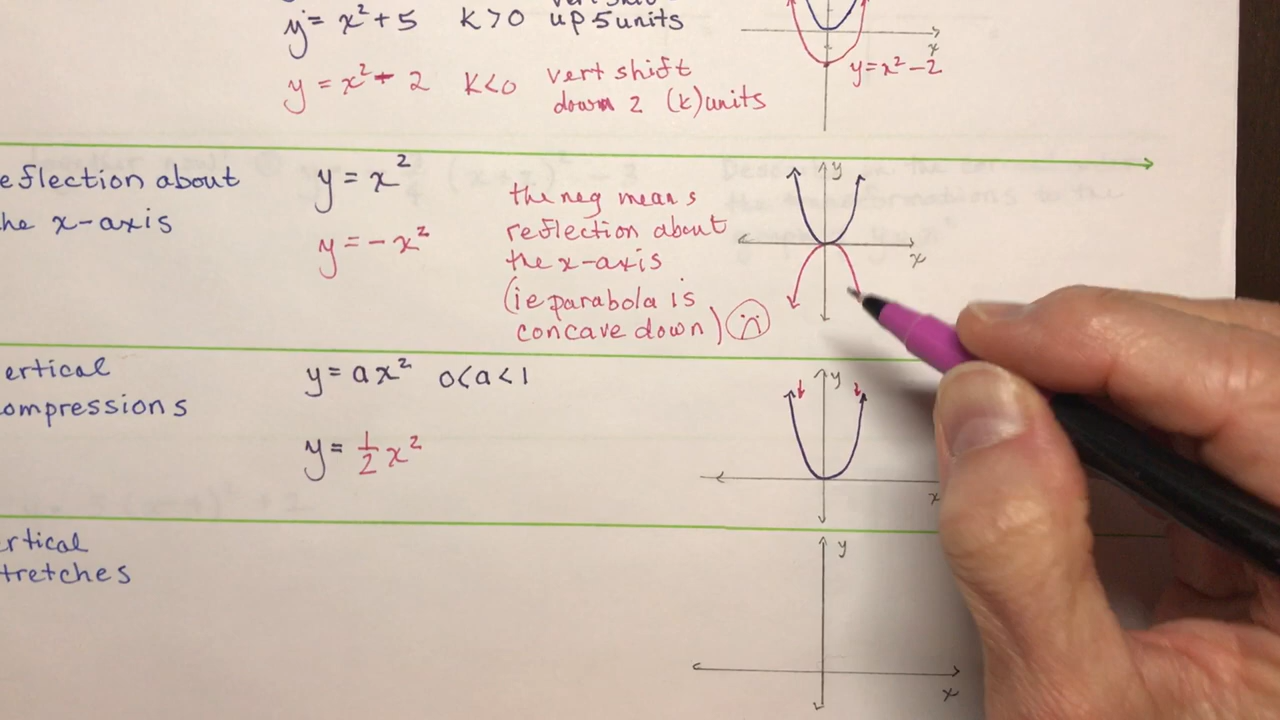 y = x² + 5 k > 0
up 5 units
y = x² - 2 k<0 vert shift
down 2 (k) units
x
y = x² - 2
eflection about
he x-axis
y = x²
y = - x²
the neg means
reflection about
the x-axis
(ie parabola is
concave down)
y
x
ertical
ompressions
y = ax² 0<a<1
y = ½ x²
y
x
rtical
tretches
y
x